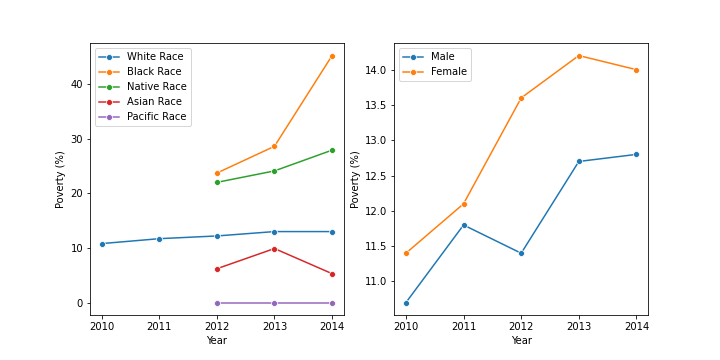 White Race
Black Race
Native Race
Asian Race
Pacific Race
Poverty (%)
40
30
20
10
0
2010 2011 2012 2013 2014
Year
Male
Female
Poverty (%)
14.0
13.5
13.0
12.5
12.0
11.5
11.0
2010 2011 2012 2013 2014
Year